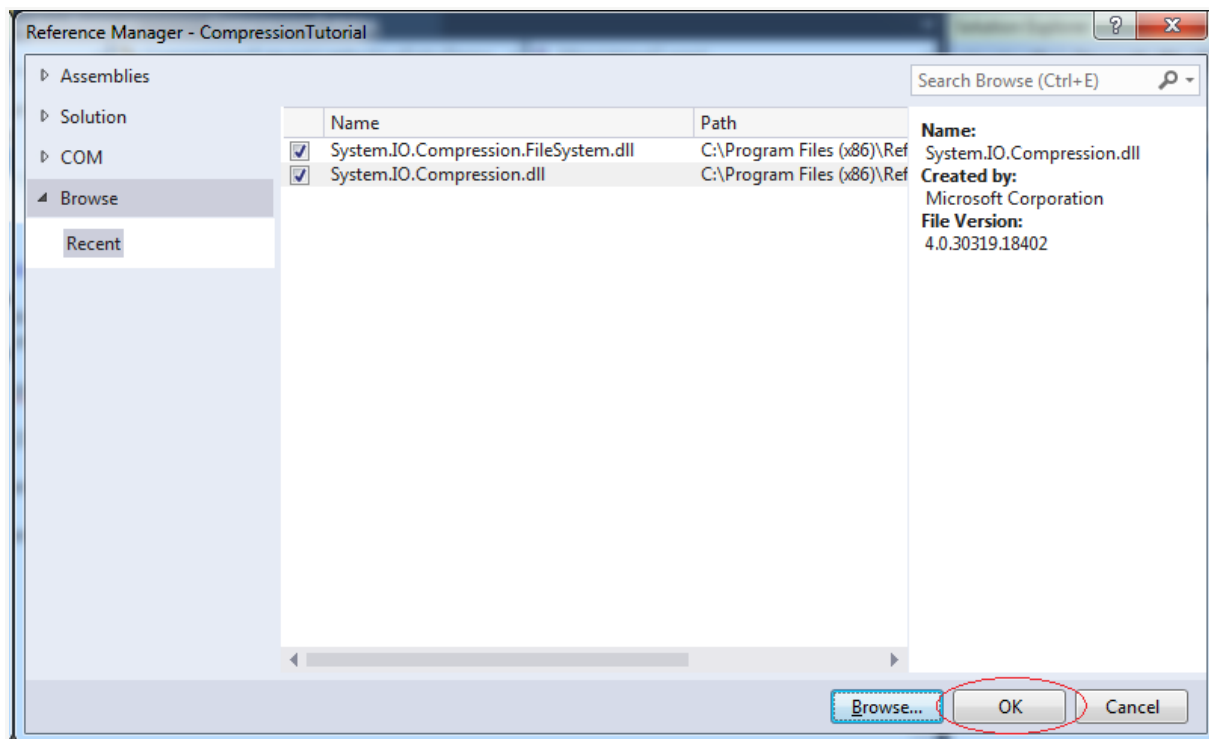 Reference Manager - CompressionTutorial
Assemblies
Solution
COM
Browse
Recent
Name Path
System.IO.Compression.FileSystem.dll C:\Program Files (x86)\Ref
System.IO.Compression.dll C:\Program Files (x86)\Ref
Search Browse (Ctrl+E)
Name:
System.IO.Compression.dll
Created by:
Microsoft Corporation
File Version:
4.0.30319.18402
Browse... OK Cancel